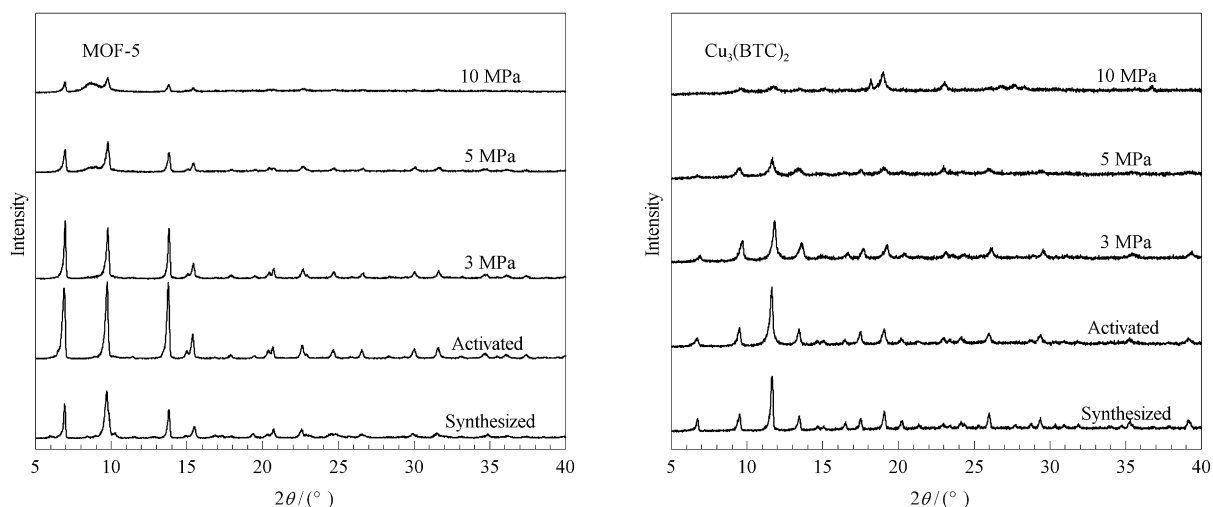 MOF-5
10 MPa
5 MPa
3 MPa
Activated
Synthesized
Intensity
5 10 15 20 25 30 35 40
2θ/(°)
Cu₃(BTC)₂
10 MPa
5 MPa
3 MPa
Activated
Synthesized
Intensity
5 10 15 20 25 30 35 40
2θ/(°)